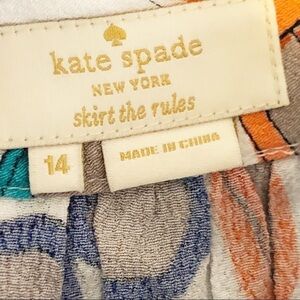 kate spade
NEW YORK
skirt the rules
14
MADE IN CHINA